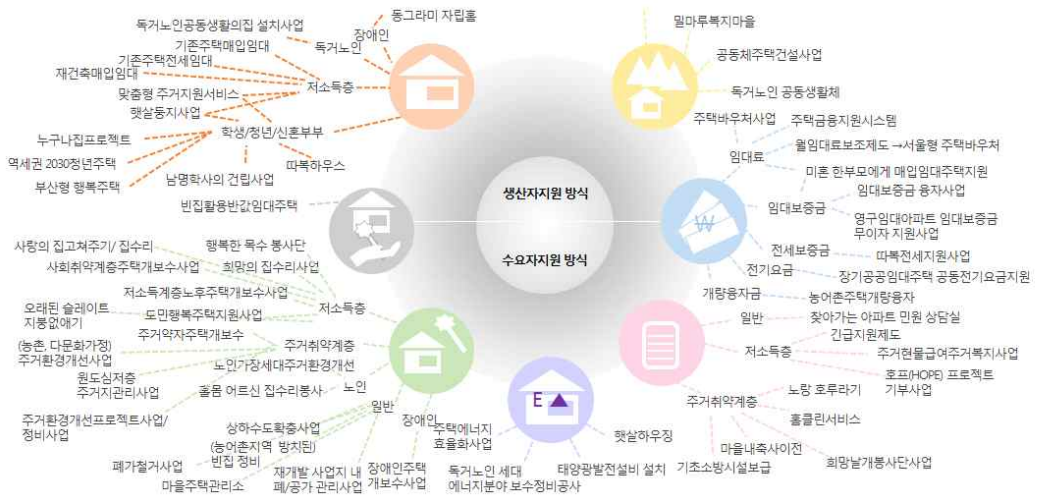 동그라미 자립홈
독거노인공동생활의집 설치사업
장애인
기존주택매입임대
독거노인
기존주택전세임대
재건축매입임대
저소득층
맞춤형 주거지원서비스
햇살둥지사업
학생/청년/신혼부부
누구나집프로젝트
역세권 2030청년주택
따복하우스
부산형 행복주택
남명학사의 건립사업
빈집활용반값임대주택
밀마루복지마을
공동체주택건설사업
독거노인 공동생활체
주택바우처사업
주택금융지원시스템
임대료
월임대료보조제도 →서울형 주택바우처
미혼 한부모에게 매입임대주택지원
임대보증금
임대보증금 융자사업
영구임대아파트 임대보증금
무이자 지원사업
전세보증금
따복전세지원사업
전기요금
장기공공임대주택 공동전기요금지원
개량융자금
농어촌주택개량융자
생산자지원 방식
수요자지원 방식
사랑의 집고쳐주기/ 집수리
행복한 목수 봉사단
사회취약계층주택개보수사업
희망의 집수리사업
저소득계층노후주택개보수사업
저소득층
오래된 슬레이트
지붕없애기
도민행복주택지원사업
주거약자주택개보수
(농촌, 다문화가정)
주거환경개선사업
주거취약계층
노인가장세대주거환경개선
원도심저층
주거지관리사업
홀몸 어르신 집수리봉사
노인
주거환경개선프로젝트사업/
정비사업
일반
장애인
상하수도확충사업
(농어촌지역 방치된)
빈집 정비
폐가철거사업
마을주택관리소
재개발 사업지 내
폐/공가 관리사업
장애인주택
개보수사업
E
주택에너지
효율화사업
햇살하우징
독거노인 세대
에너지분야 보수정비공사
태양광발전설비 설치
일반
찾아가는 아파트 민원 상담실
긴급지원제도
저소득층
주거현물급여주거복지사업
호프(HOPE) 프로젝트
기부사업
주거취약계층
노랑 호루라기
홈클린서비스
마을내축사이전
기초소방시설보급
희망날개봉사단사업
W